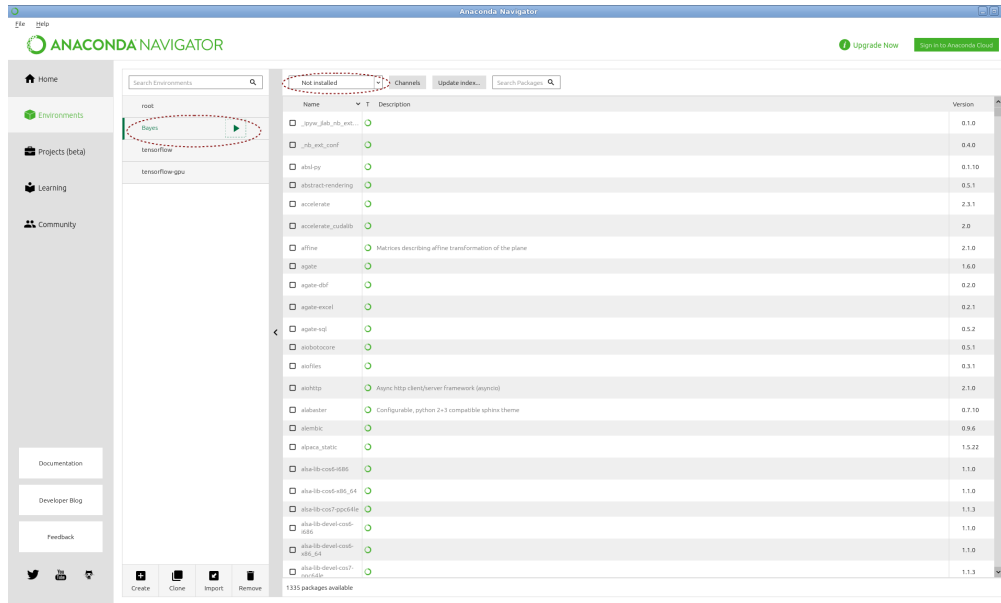 Anaconda Navigator
File Help
ANACONDA NAVIGATOR
Upgrade Now
Sign in to Anaconda Cloud
Home
Environments
Projects (beta)
Learning
Community
Documentation
Developer Blog
Feedback
Search Environments
root
Bayes
tensorflow
tensorflow-gpu
Create Clone Import Remove
Not installed Channels Update index... Search Packages
Name T Description Version
_ipyw_jlab_nb_ext... 0.1.0
_nb_ext_conf 0.4.0
absl-py 0.1.10
abstract-rendering 0.5.1
accelerate 2.3.1
accelerate_cudalib 2.0
affine Matrices describing affine transformation of the plane 2.1.0
agate 1.6.0
agate-dbf 0.2.0
agate-excel 0.2.1
agate-sql 0.5.2
aiobotocore 0.5.1
aiofiles 0.3.1
aiohttp Async http client/server framework (asyncio) 2.1.0
alabaster Configurable, python 2+3 compatible sphinx theme 0.7.10
alembic 0.9.6
alpaca_static 1.5.22
alsa-lib-cos6-i686 1.1.0
alsa-lib-cos6-x86_64 1.1.0
alsa-lib-cos7-ppc64le 1.1.3
alsa-lib-devel-cos6-
i686 1.1.0
alsa-lib-devel-cos6-
x86_64 1.1.0
alsa-lib-devel-cos7-
ppc64le 1.1.3
1335 packages available